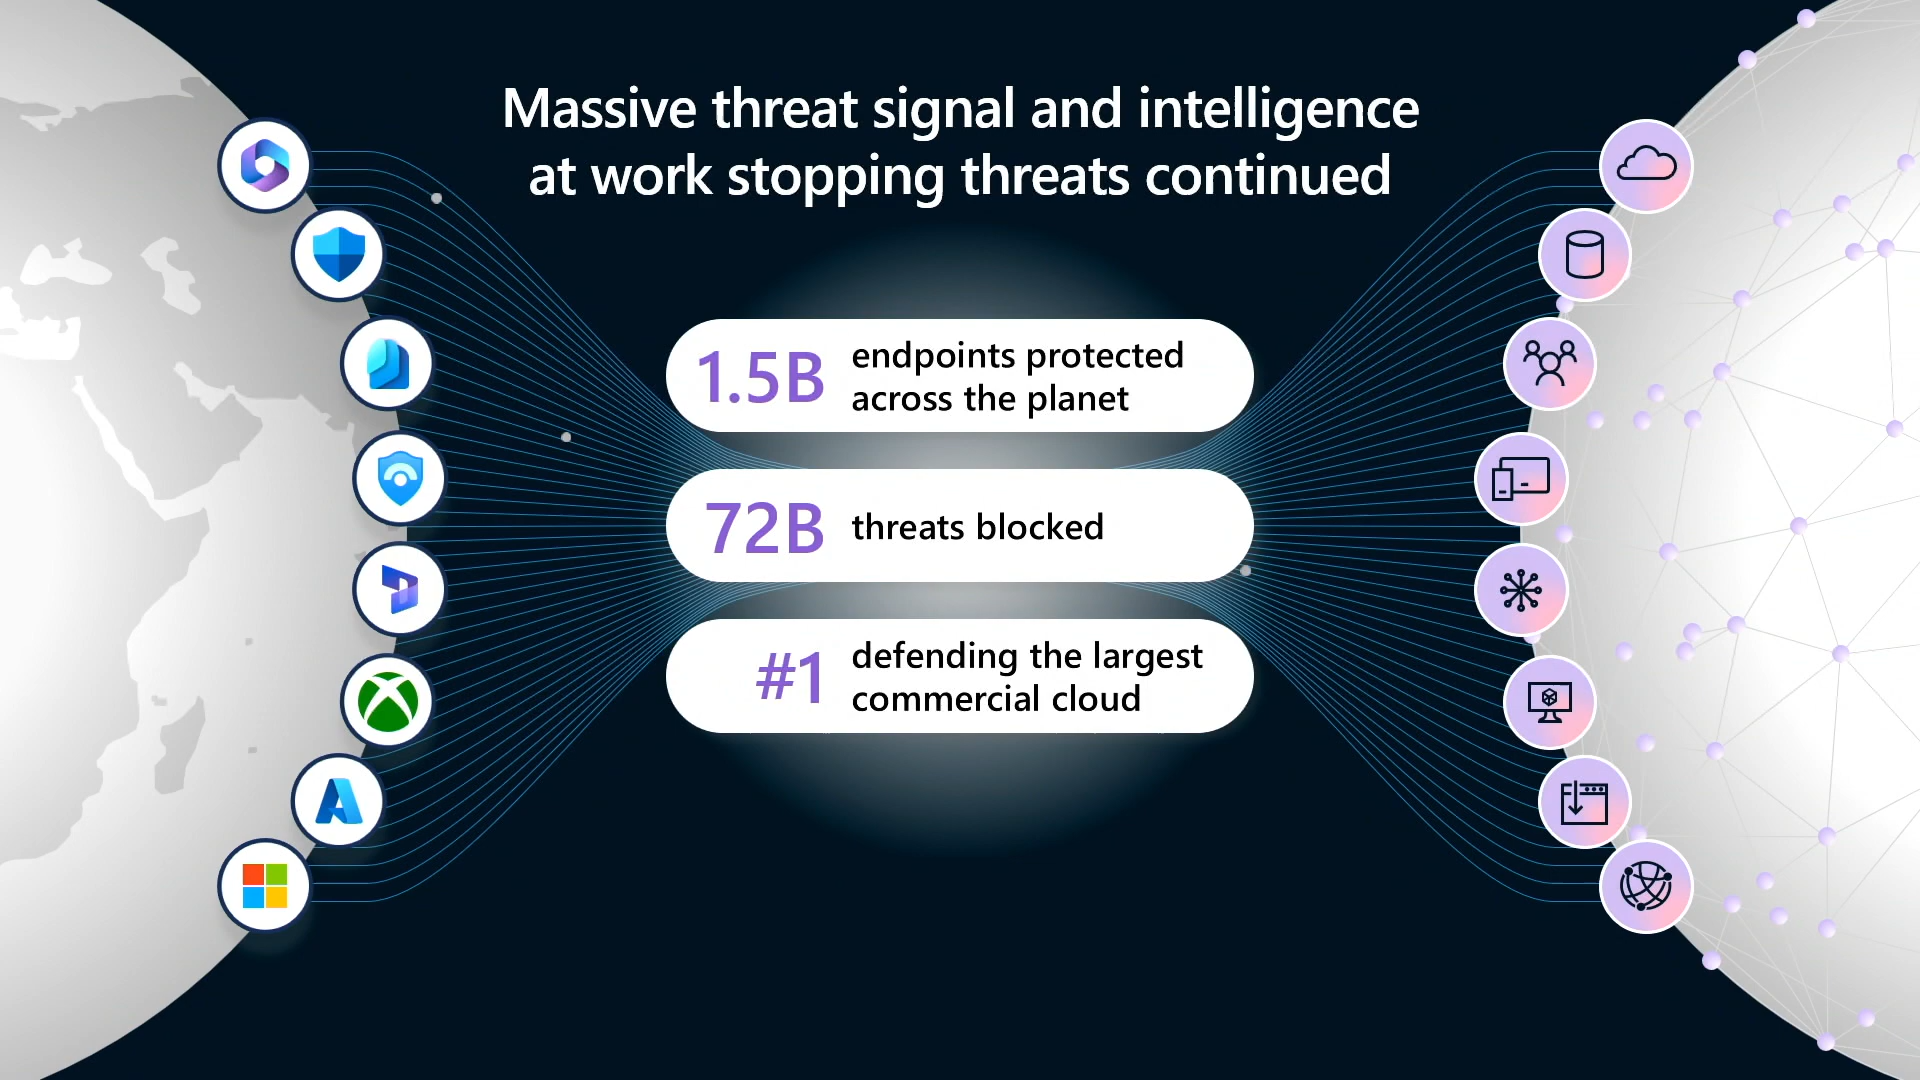 Massive threat signal and intelligence
at work stopping threats continued
1.5B
endpoints protected
across the planet
72B
threats blocked
#1
defending the largest
commercial cloud